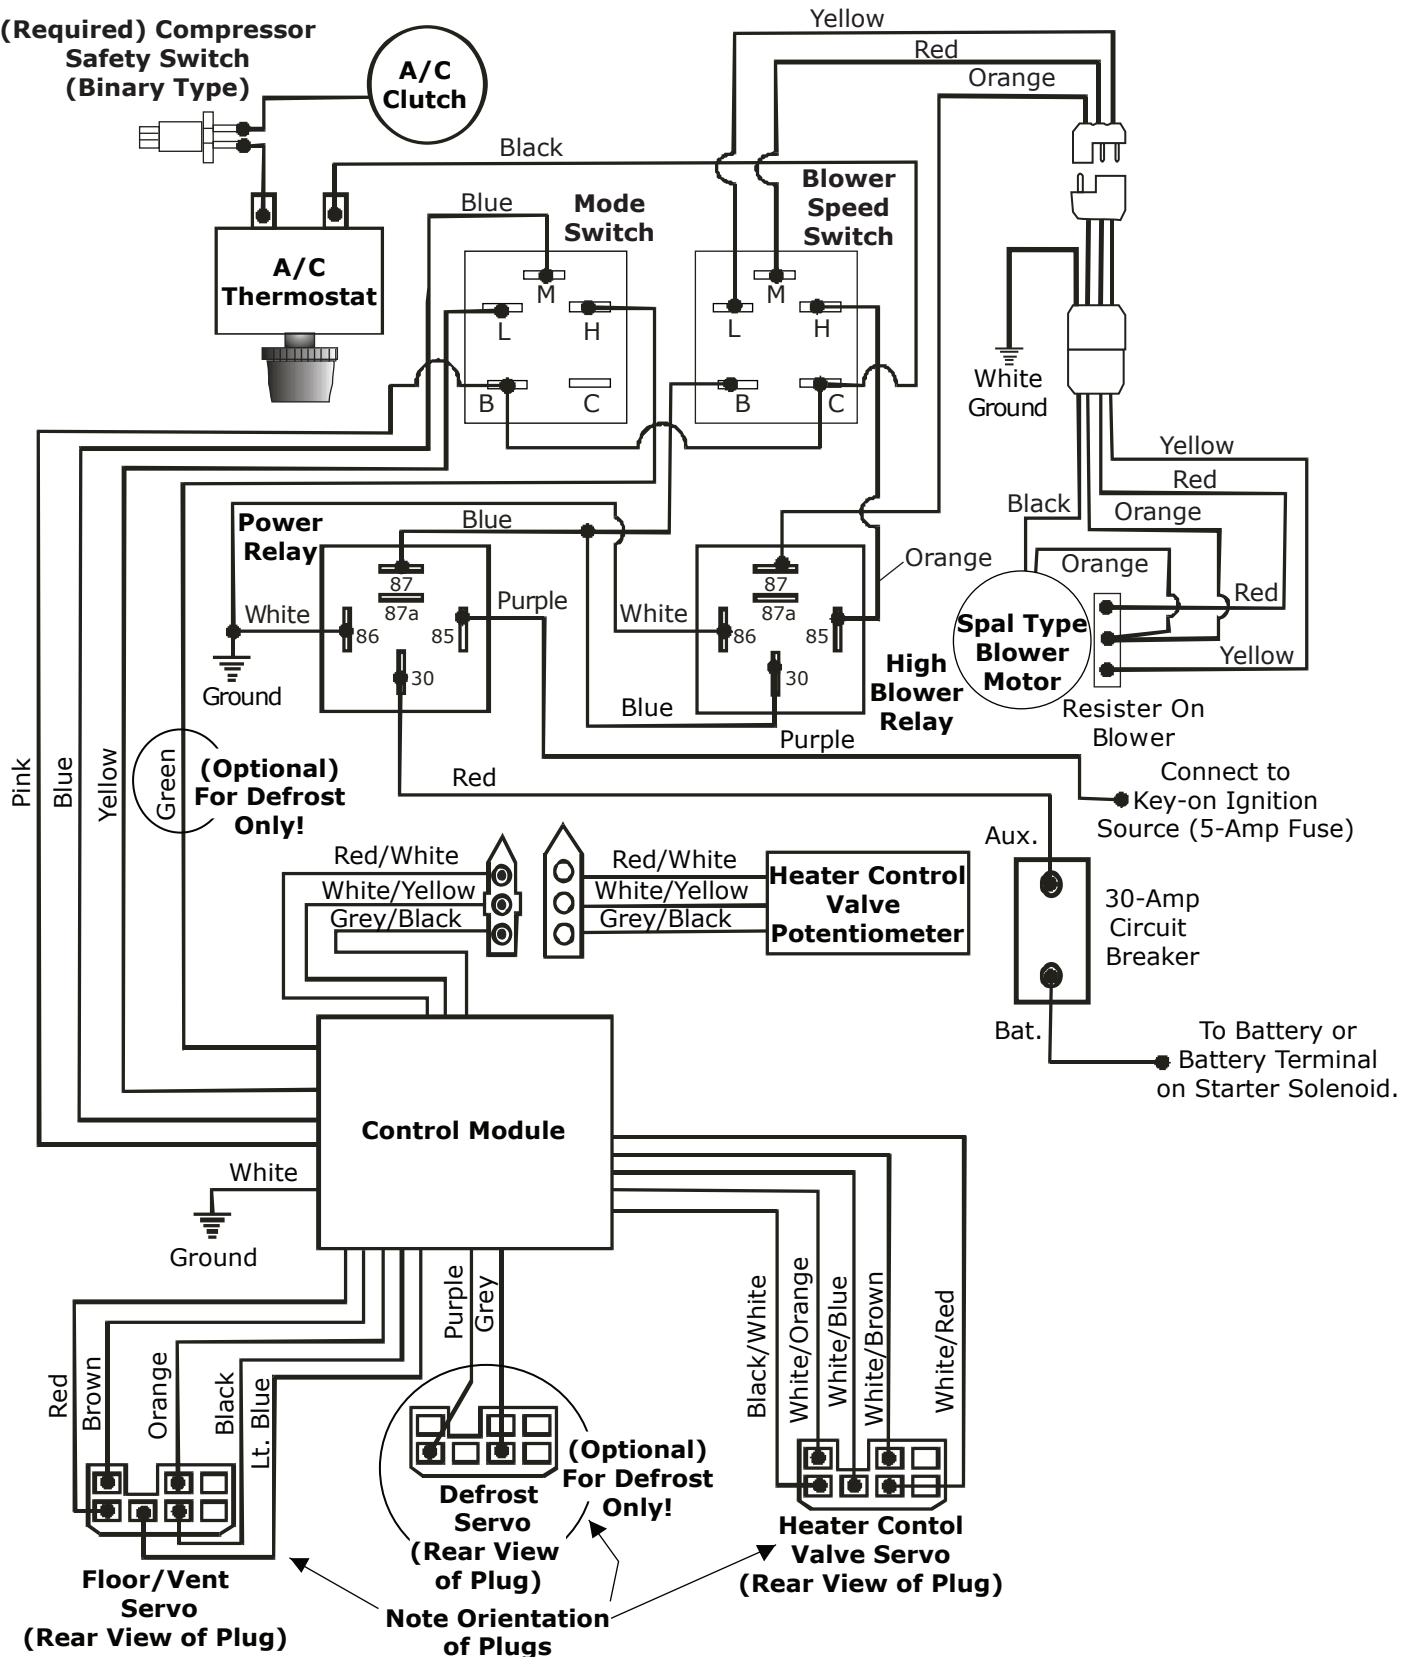 Yellow
(Required) Compressor
Safety Switch
(Binary Type)
A/C
Clutch
Red
Orange
Black
Blue
Mode
Switch
Blower
Speed
Switch
A/C
Thermostat
M
L
H
B
C
M
L
H
B
C
White
Ground
Yellow
Red
Black
Orange
Orange
Red
Yellow
Spal Type
Blower
Motor
Resister On
Blower
Power
Relay
Blue
87
87a
86
85
30
White
Ground
Purple
White
87
87a
86
85
30
Orange
High
Blower
Relay
Blue
Purple
Red
Connect to
Key-on Ignition
Source (5-Amp Fuse)
Pink
Blue
Yellow
Green
(Optional)
For Defrost
Only!
Aux.
30-Amp
Circuit
Breaker
Bat.
To Battery or
Battery Terminal
on Starter Solenoid.
Red/White
White/Yellow
Grey/Black
Red/White
White/Yellow
Grey/Black
Heater Control
Valve
Potentiometer
Control Module
White
Ground
Red
Brown
Orange
Black
Lt. Blue
Purple
Grey
Black/White
White/Orange
White/Blue
White/Brown
White/Red
Floor/Vent
Servo
(Rear View of Plug)
Defrost
Servo
(Rear View
of Plug)
(Optional)
For Defrost
Only!
Heater Contol
Valve Servo
(Rear View of Plug)
Note Orientation
of Plugs